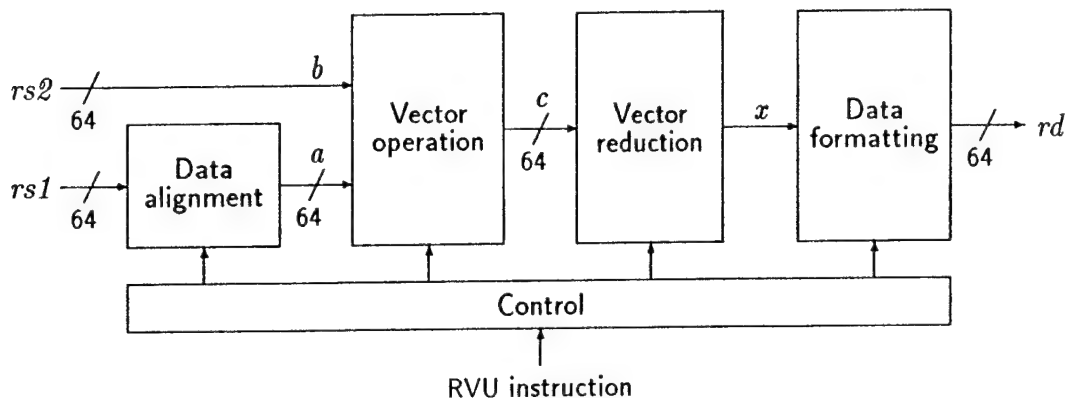 rs2
64
b
Vector
operation
c
64
Vector
reduction
x
Data
formatting
64
rd
rs1
64
Data
alignment
a
64
Control
RVU instruction